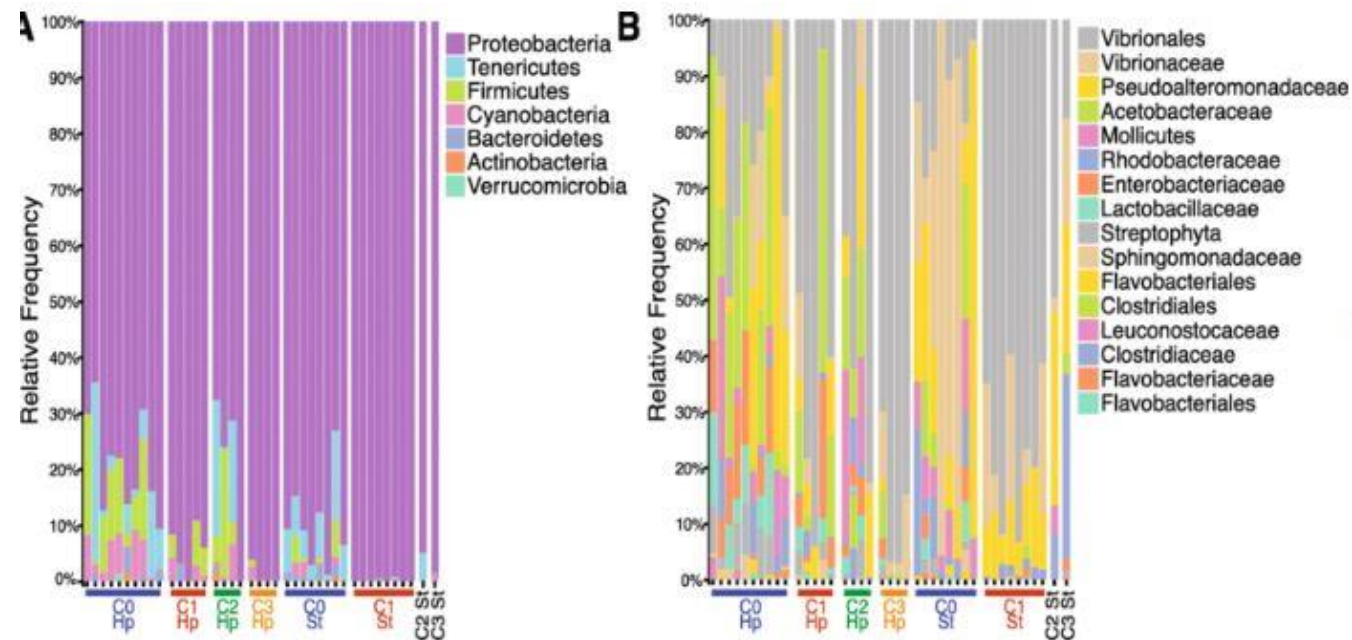 A
100%
90%
80%
70%
60%
50%
40%
30%
20%
10%
0%
Relative Frequency
C0
Hp
C1
Hp
C2
Hp
C3
Hp
C0
St
C1
St
C2 St
C3 St
Proteobacteria
Tenericutes
Firmicutes
Cyanobacteria
Bacteroidetes
Actinobacteria
Verrucomicrobia
B
100%
90%
80%
70%
60%
50%
40%
30%
20%
10%
0%
Relative Frequency
C0
Hp
C1
Hp
C2
Hp
C3
Hp
C0
St
C1
St
C2 St
C3 St
Vibrionales
Vibrionaceae
Pseudoalteromonadaceae
Acetobacteraceae
Mollicutes
Rhodobacteraceae
Enterobacteriaceae
Lactobacillaceae
Streptophyta
Sphingomonadaceae
Flavobacteriales
Clostridiales
Leuconostocaceae
Clostridiaceae
Flavobacteriaceae
Flavobacteriales